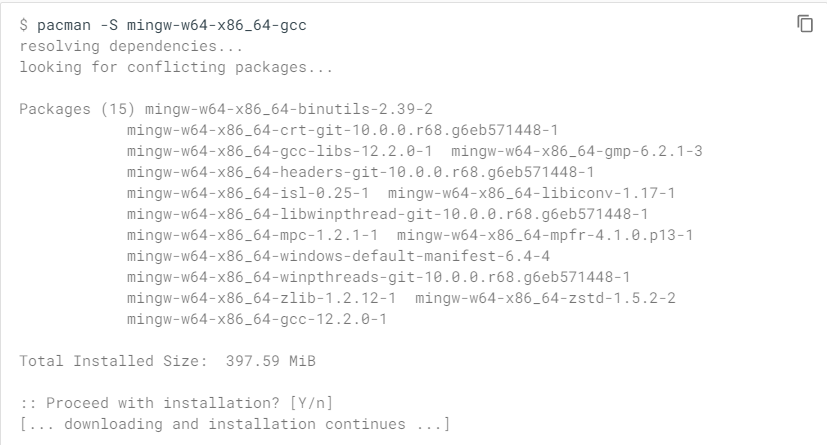 $ pacman -S mingw-w64-x86_64-gcc
resolving dependencies...
looking for conflicting packages...
Packages (15) mingw-w64-x86_64-binutils-2.39-2
mingw-w64-x86_64-crt-git-10.0.0.r68.g6eb571448-1
mingw-w64-x86_64-gcc-libs-12.2.0-1  mingw-w64-x86_64-gmp-6.2.1-3
mingw-w64-x86_64-headers-git-10.0.0.r68.g6eb571448-1
mingw-w64-x86_64-isl-0.25-1  mingw-w64-x86_64-libiconv-1.17-1
mingw-w64-x86_64-libwinpthread-git-10.0.0.r68.g6eb571448-1
mingw-w64-x86_64-mpc-1.2.1-1  mingw-w64-x86_64-mpfr-4.1.0.p13-1
mingw-w64-x86_64-windows-default-manifest-6.4-4
mingw-w64-x86_64-winpthreads-git-10.0.0.r68.g6eb571448-1
mingw-w64-x86_64-zlib-1.2.12-1  mingw-w64-x86_64-zstd-1.5.2-2
mingw-w64-x86_64-gcc-12.2.0-1
Total Installed Size:  397.59 MiB
:: Proceed with installation? [Y/n]
[... downloading and installation continues ...]